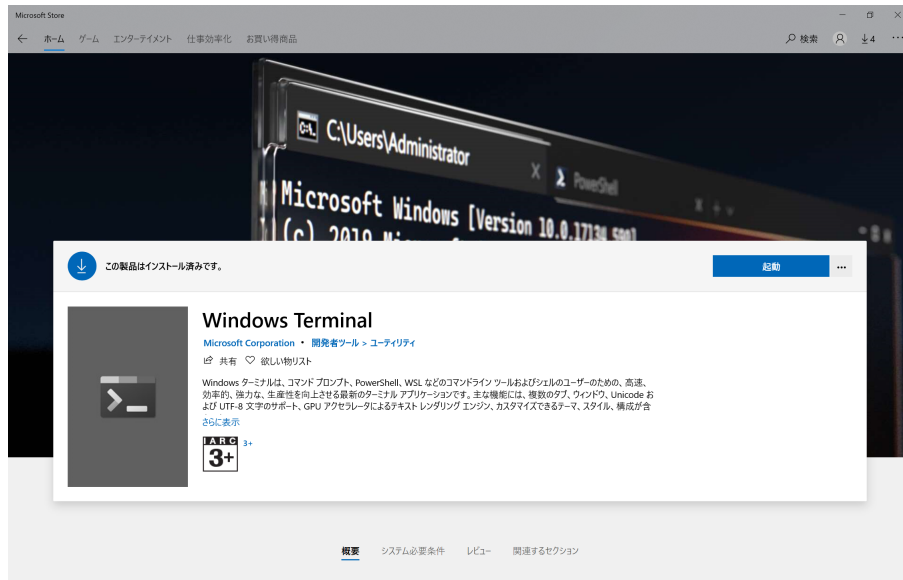 Microsoft Store
ホーム ゲーム エンターテイメント 仕事効率化 お買い得商品 検索 4
C:\Users\Administrator
PowerShell
Microsoft Windows [Version 10.0.17134.590]
(c) 2019
この製品はインストール済みです。
起動
Windows Terminal
Microsoft Corporation • 開発者ツール > ユーティリティ
共有 欲しい物リスト
Windows ターミナルは、コマンド プロンプト、PowerShell、WSL などのコマンドライン ツールおよびシェルのユーザーのための、高速、
効率的、強力な、生産性を向上させる最新のターミナル アプリケーションです。主な機能には、複数のタブ、ウィンドウ、Unicode お
よび UTF-8 文字のサポート、GPU アクセラレータによるテキスト レンダリング エンジン、カスタマイズできるテーマ、スタイル、構成が含
さらに表示
IARC
3+
3+
概要 システム必要条件 レビュー 関連するセクション